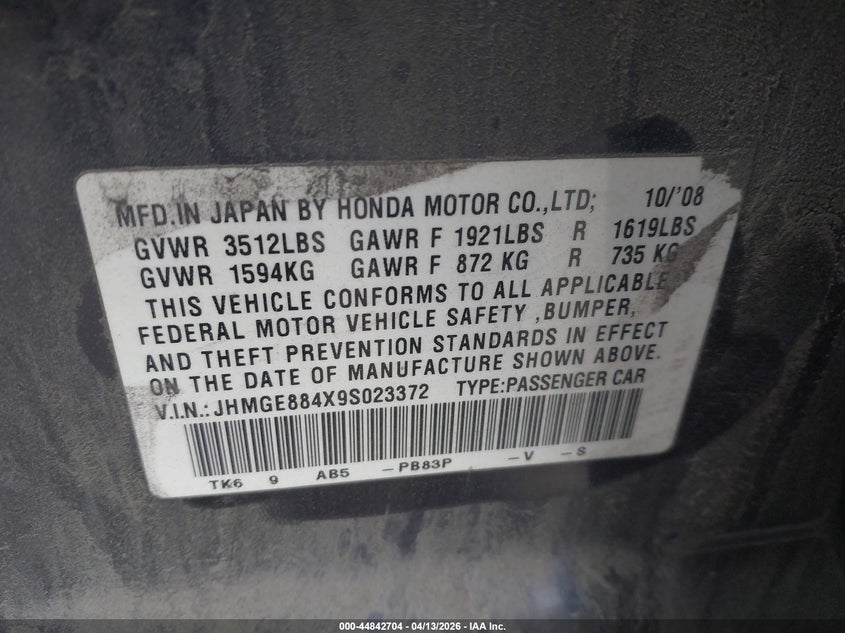 MFD.IN JAPAN BY HONDA MOTOR CO.,LTD; 10/'08
GVWR 3512LBS GAWR F 1921LBS R 1619LBS
GVWR 1594KG GAWR F 872 KG R 735 KG
THIS VEHICLE CONFORMS TO ALL APPLICABLE
FEDERAL MOTOR VEHICLE SAFETY ,BUMPER,
AND THEFT PREVENTION STANDARDS IN EFFECT
ON THE DATE OF MANUFACTURE SHOWN ABOVE.
V.I.N.: JHMGE884X9S023372 TYPE:PASSENGER CAR
TK6 9 AB5 -PB83P -V -S
000-44842704 - 04/13/2026 - IAA Inc.